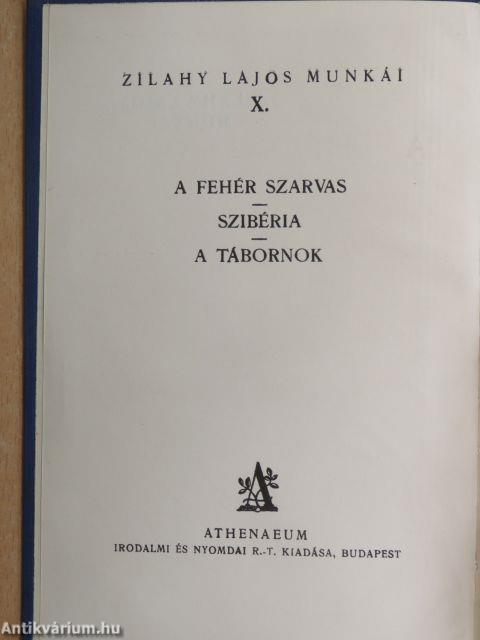 ZILAHY LAJOS MUNKÁI
X.
A FEHÉR SZARVAS
SZIBÉRIA
A TÁBORNOK
A
ATHENAEUM
IRODALMI ÉS NYOMDAI R.-T. KIADÁSA, BUDAPEST
Antikvárium.hu